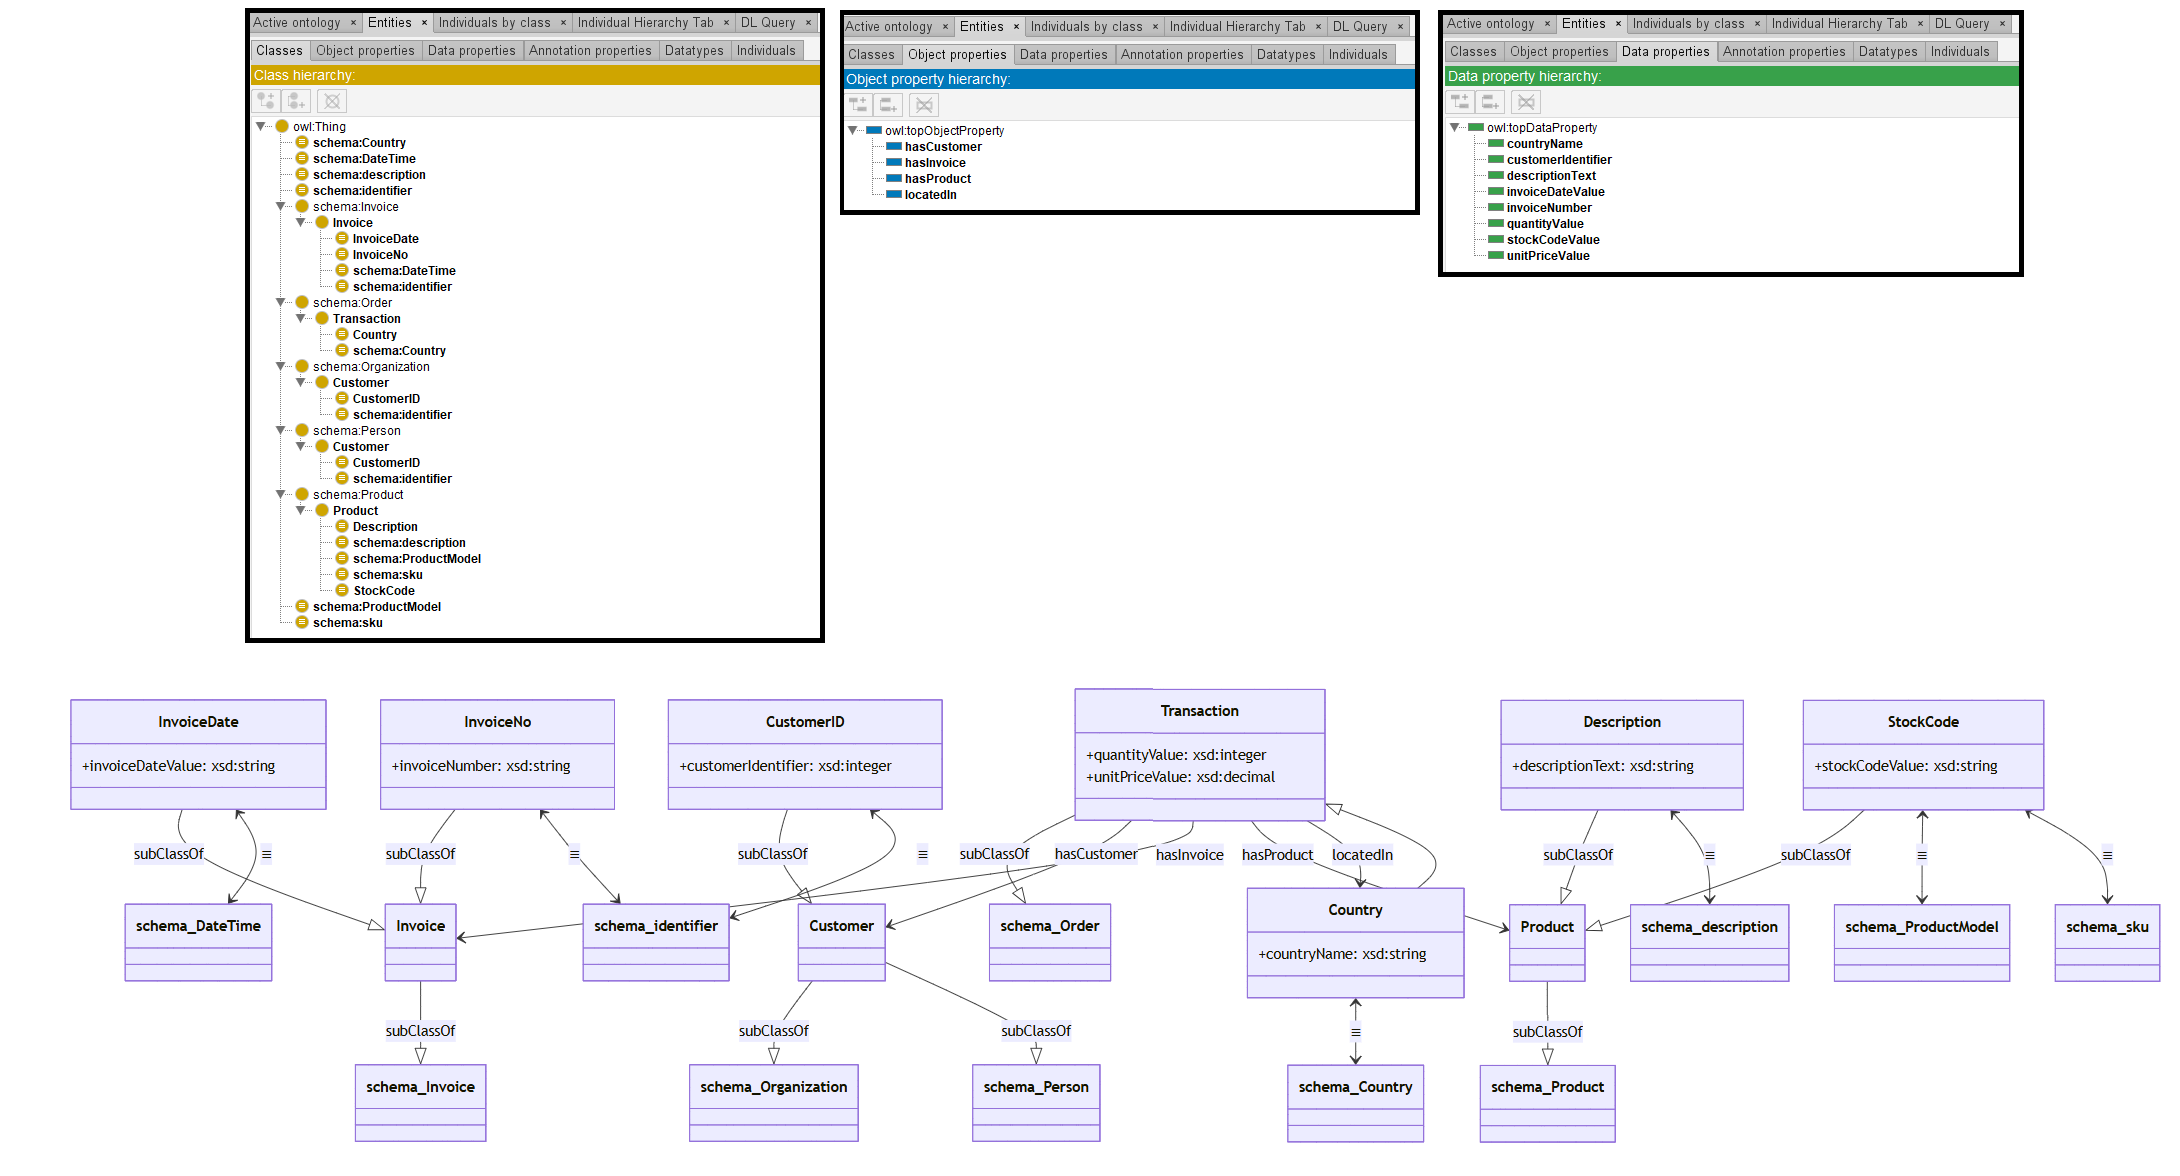 Active ontology × Entities × Individuals by class × Individual Hierarchy Tab × DL Query ×
Classes Object properties Data properties Annotation properties Datatypes Individuals
Class hierarchy:
owl:Thing
schema:Country
schema:DateTime
schema:description
schema:identifier
schema:Invoice
Invoice
InvoiceDate
InvoiceNo
schema:DateTime
schema:identifier
schema:Order
Transaction
Country
schema:Country
schema:Organization
Customer
CustomerID
schema:identifier
schema:Person
Customer
CustomerID
schema:identifier
schema:Product
Product
Description
schema:description
schema:ProductModel
schema:sku
StockCode
schema:ProductModel
schema:sku
Active ontology × Entities × Individuals by class × Individual Hierarchy Tab × DL Query ×
Classes Object properties Data properties Annotation properties Datatypes Individuals
Object property hierarchy:
owl:topObjectProperty
hasCustomer
hasInvoice
hasProduct
locatedIn
Active ontology × Entities × Individuals by class × Individual Hierarchy Tab × DL Query ×
Classes Object properties Data properties Annotation properties Datatypes Individuals
Data property hierarchy:
owl:topDataProperty
countryName
customerIdentifier
descriptionText
invoiceDateValue
invoiceNumber
quantityValue
stockCodeValue
unitPriceValue
InvoiceDate
+invoiceDateValue: xsd:string
InvoiceNo
+invoiceNumber: xsd:string
CustomerID
+customerIdentifier: xsd:integer
Transaction
+quantityValue: xsd:integer
+unitPriceValue: xsd:decimal
Description
+descriptionText: xsd:string
StockCode
+stockCodeValue: xsd:string
subClassOf ≡ subClassOf ≡ subClassOf ≡ subClassOf hasCustomer hasInvoice hasProduct locatedIn subClassOf ≡ subClassOf ≡ ≡
schema_DateTime
Invoice
schema_identifier
Customer
schema_Order
Country
+countryName: xsd:string
Product
schema_description
schema_ProductModel
schema_sku
subClassOf subClassOf subClassOf ≡ subClassOf
schema_Invoice
schema_Organization
schema_Person
schema_Country
schema_Product